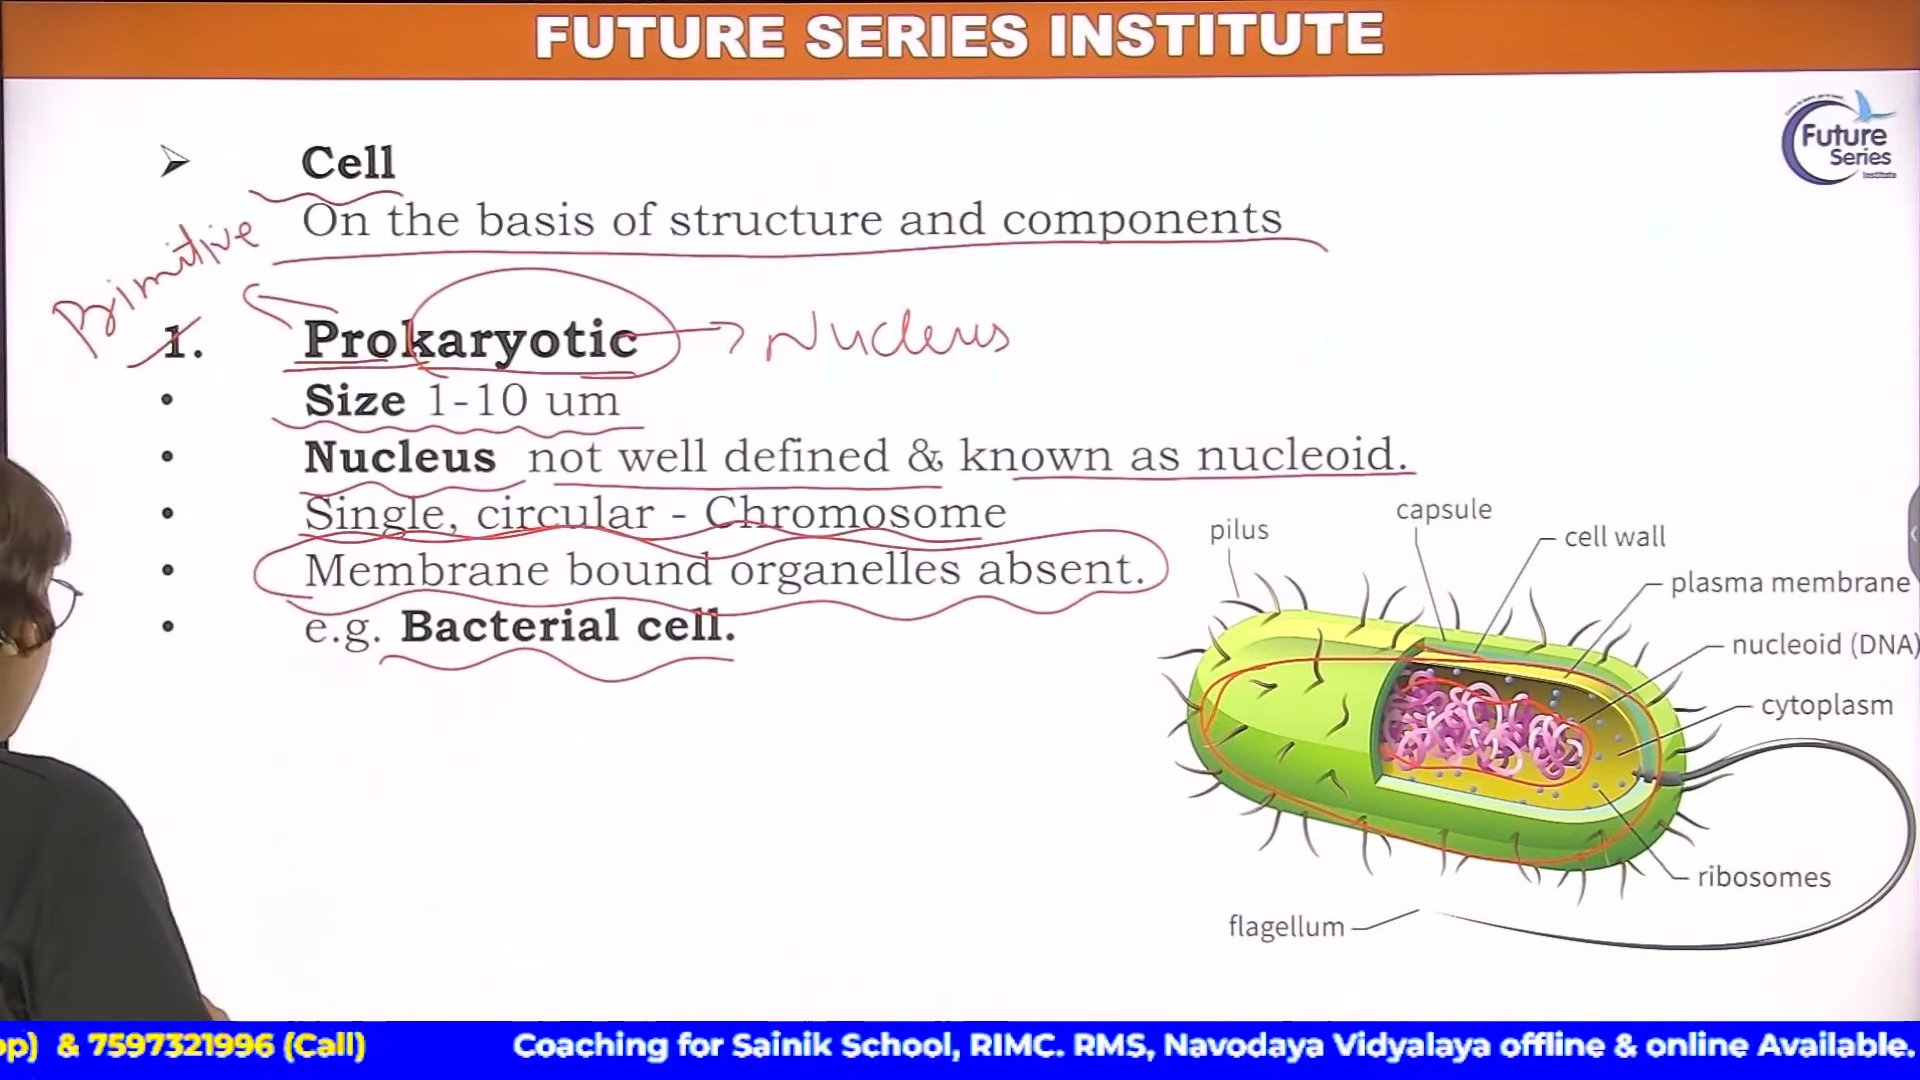 FUTURE SERIES INSTITUTE
Future
Series
Institute
➢ Cell
On the basis of structure and components
Primitive
1. Prokaryotic → Nucleus
• Size 1-10 um
• Nucleus not well defined & known as nucleoid.
• Single, circular - Chromosome
• Membrane bound organelles absent.
• e.g. Bacterial cell.
pilus
capsule
cell wall
plasma membrane
nucleoid (DNA)
cytoplasm
ribosomes
flagellum
op) & 7597321996 (Call) Coaching for Sainik School, RIMC. RMS, Navodaya Vidyalaya offline & online Available.